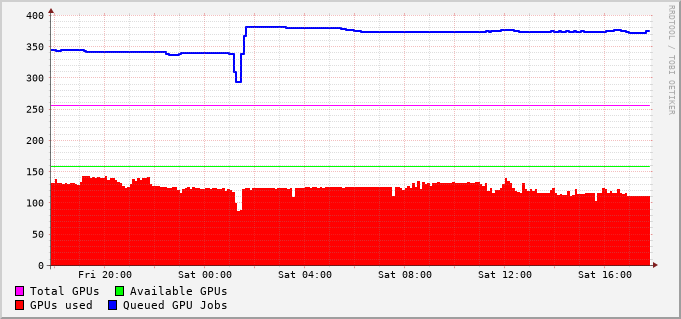 400
350
300
250
200
150
100
50
0
Fri 20:00 Sat 00:00 Sat 04:00 Sat 08:00 Sat 12:00 Sat 16:00
Total GPUs Available GPUs
GPUs used Queued GPU Jobs
RRDTOOL / TOBI OETIKER